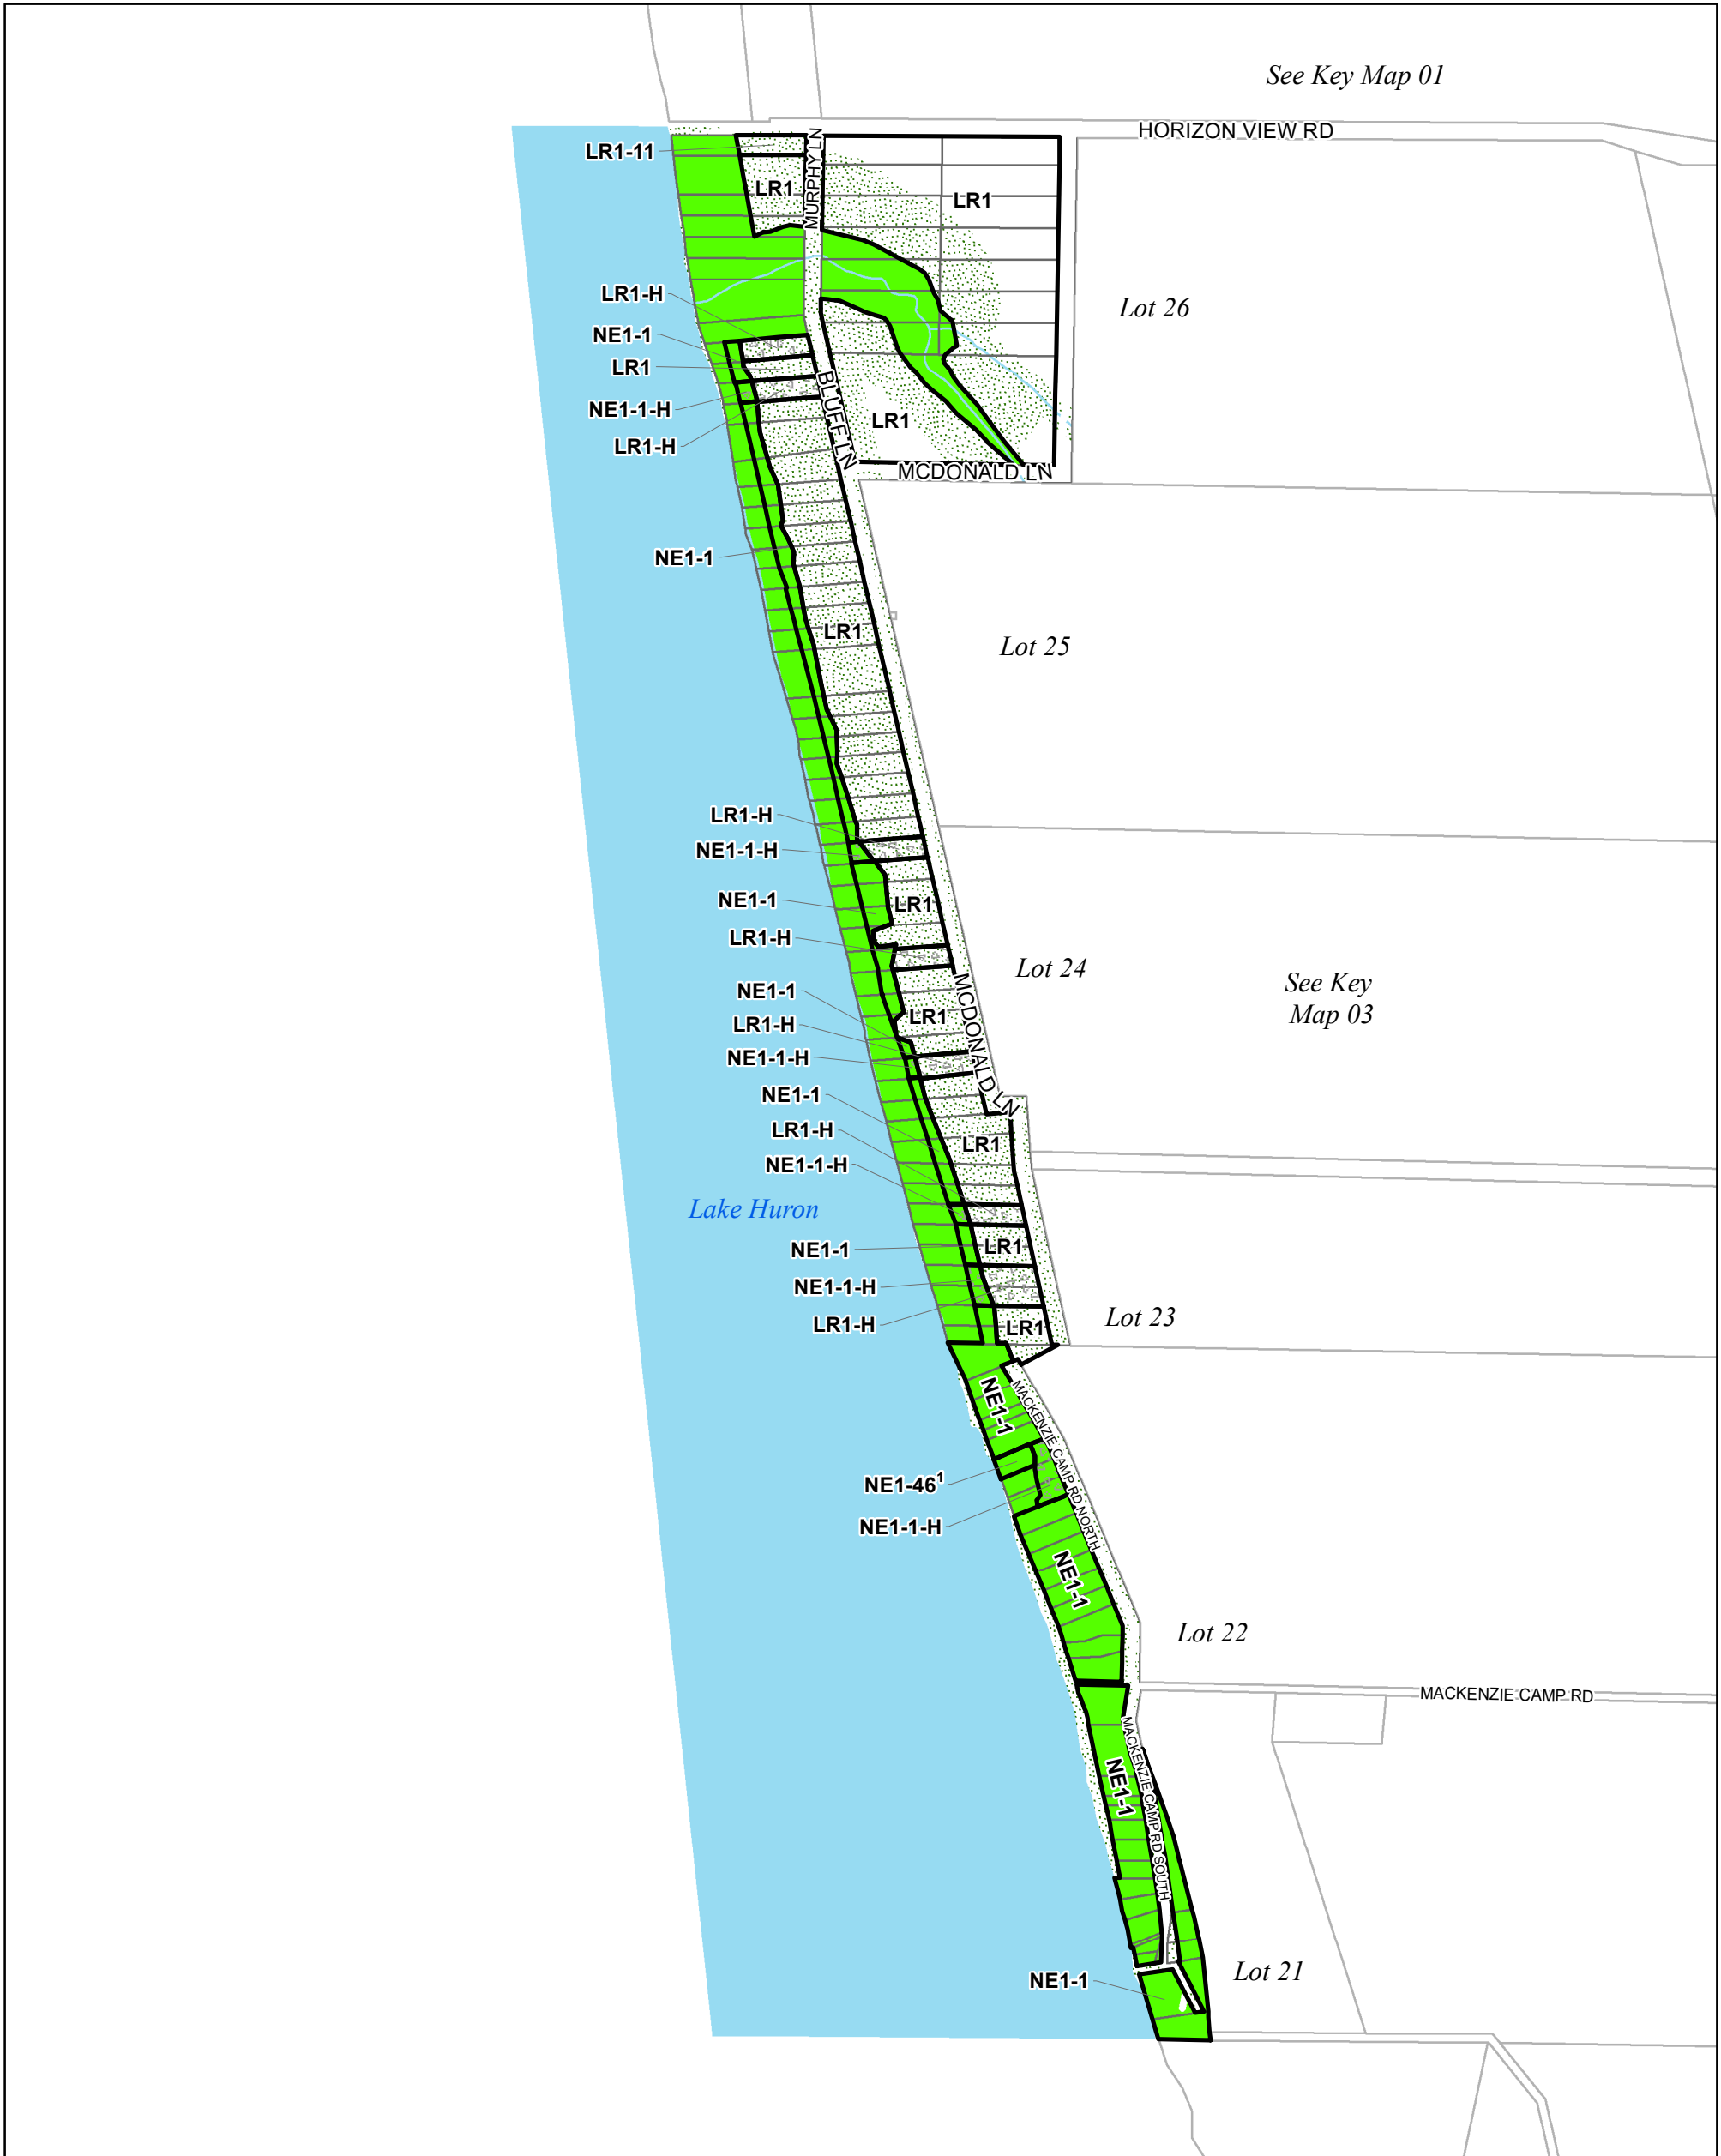 See Key Map 01
HORIZON VIEW RD
LR1-11
MURPHY LN
LR1
LR1
LR1-H
Lot 26
NE1-1
LR1
NE1-1-H
LR1-H
BLUFF LN
LR1
MCDONALD LN
NE1-1
LR1
Lot 25
LR1-H
NE1-1-H
NE1-1
LR1
LR1-H
Lot 24
See Key
Map 03
NE1-1
LR1
LR1-H
MCDONALD LN
NE1-1-H
NE1-1
LR1-H
LR1
NE1-1-H
Lake Huron
NE1-1
LR1
NE1-1-H
LR1-H
LR1
Lot 23
NE1-1
MACKENZIE CAMP RD NORTH
NE1-46¹
NE1-1-H
NE1-1
Lot 22
MACKENZIE CAMP RD
NE1-1
MACKENZIE CAMP RD SOUTH
NE1-1
Lot 21